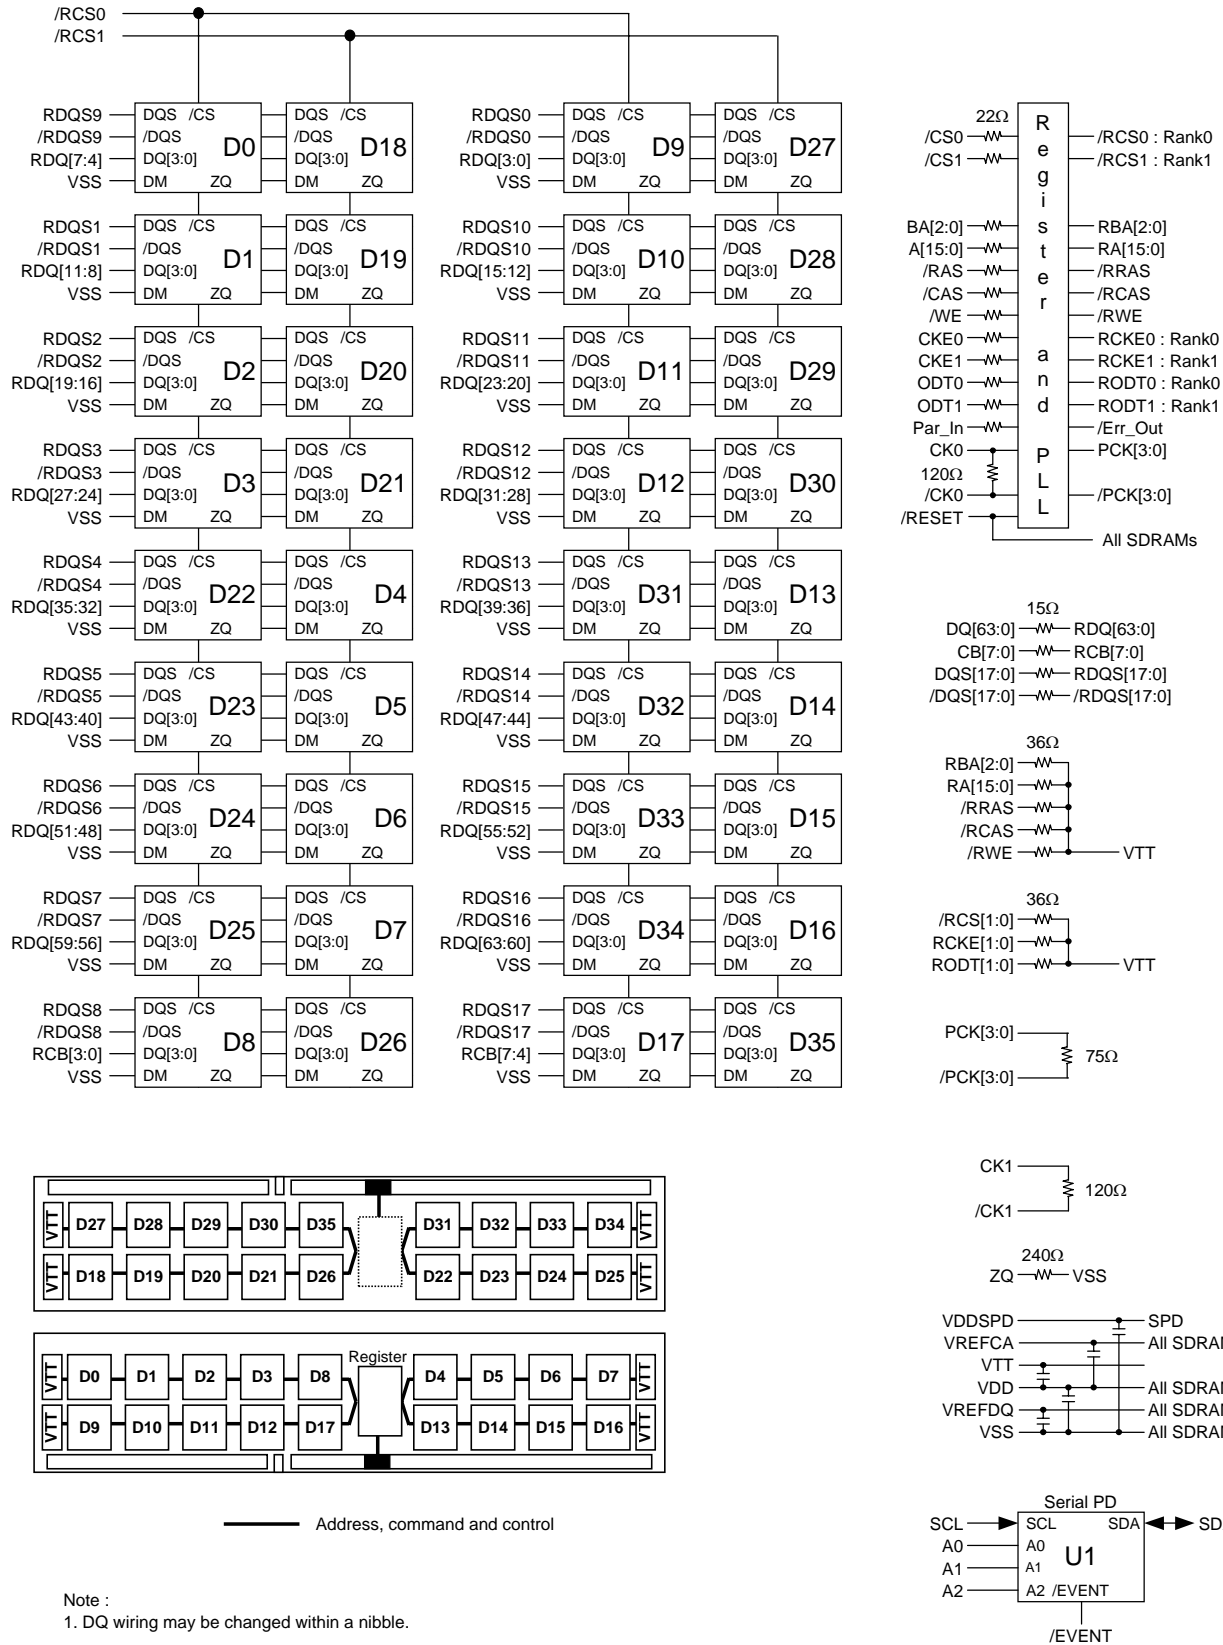 /RCS0
/RCS1
RDQS9 DQS /CS DQS /CS RDQS0 DQS /CS DQS /CS
/RDQS9 /DQS D0 /DQS D18 /RDQS0 /DQS D9 /DQS D27
RDQ[7:4] DQ[3:0] DQ[3:0] RDQ[3:0] DQ[3:0] DQ[3:0]
VSS DM ZQ DM ZQ VSS DM ZQ DM ZQ
RDQS1 DQS /CS DQS /CS RDQS10 DQS /CS DQS /CS
/RDQS1 /DQS D1 /DQS D19 /RDQS10 /DQS D10 /DQS D28
RDQ[11:8] DQ[3:0] DQ[3:0] RDQ[15:12] DQ[3:0] DQ[3:0]
VSS DM ZQ DM ZQ VSS DM ZQ DM ZQ
RDQS2 DQS /CS DQS /CS RDQS11 DQS /CS DQS /CS
/RDQS2 /DQS D2 /DQS D20 /RDQS11 /DQS D11 /DQS D29
RDQ[19:16] DQ[3:0] DQ[3:0] RDQ[23:20] DQ[3:0] DQ[3:0]
VSS DM ZQ DM ZQ VSS DM ZQ DM ZQ
RDQS3 DQS /CS DQS /CS RDQS12 DQS /CS DQS /CS
/RDQS3 /DQS D3 /DQS D21 /RDQS12 /DQS D12 /DQS D30
RDQ[27:24] DQ[3:0] DQ[3:0] RDQ[31:28] DQ[3:0] DQ[3:0]
VSS DM ZQ DM ZQ VSS DM ZQ DM ZQ
RDQS4 DQS /CS DQS /CS RDQS13 DQS /CS DQS /CS
/RDQS4 /DQS D22 /DQS D4 /RDQS13 /DQS D31 /DQS D13
RDQ[35:32] DQ[3:0] DQ[3:0] RDQ[39:36] DQ[3:0] DQ[3:0]
VSS DM ZQ DM ZQ VSS DM ZQ DM ZQ
RDQS5 DQS /CS DQS /CS RDQS14 DQS /CS DQS /CS
/RDQS5 /DQS D23 /DQS D5 /RDQS14 /DQS D32 /DQS D14
RDQ[43:40] DQ[3:0] DQ[3:0] RDQ[47:44] DQ[3:0] DQ[3:0]
VSS DM ZQ DM ZQ VSS DM ZQ DM ZQ
RDQS6 DQS /CS DQS /CS RDQS15 DQS /CS DQS /CS
/RDQS6 /DQS D24 /DQS D6 /RDQS15 /DQS D33 /DQS D15
RDQ[51:48] DQ[3:0] DQ[3:0] RDQ[55:52] DQ[3:0] DQ[3:0]
VSS DM ZQ DM ZQ VSS DM ZQ DM ZQ
RDQS7 DQS /CS DQS /CS RDQS16 DQS /CS DQS /CS
/RDQS7 /DQS D25 /DQS D7 /RDQS16 /DQS D34 /DQS D16
RDQ[59:56] DQ[3:0] DQ[3:0] RDQ[63:60] DQ[3:0] DQ[3:0]
VSS DM ZQ DM ZQ VSS DM ZQ DM ZQ
RDQS8 DQS /CS DQS /CS RDQS17 DQS /CS DQS /CS
/RDQS8 /DQS D8 /DQS D26 /RDQS17 /DQS D17 /DQS D35
RCB[3:0] DQ[3:0] DQ[3:0] RCB[7:4] DQ[3:0] DQ[3:0]
VSS DM ZQ DM ZQ VSS DM ZQ DM ZQ
22Ω
Register and PLL
/CS0 /RCS0 : Rank0
/CS1 /RCS1 : Rank1
BA[2:0] RBA[2:0]
A[15:0] RA[15:0]
/RAS /RRAS
/CAS /RCAS
/WE /RWE
CKE0 RCKE0 : Rank0
CKE1 RCKE1 : Rank1
ODT0 RODT0 : Rank0
ODT1 RODT1 : Rank1
Par_In /Err_Out
CK0 PCK[3:0]
120Ω
/CK0 /PCK[3:0]
/RESET
All SDRAMs
15Ω
DQ[63:0] RDQ[63:0]
CB[7:0] RCB[7:0]
DQS[17:0] RDQS[17:0]
/DQS[17:0] /RDQS[17:0]
36Ω
RBA[2:0]
RA[15:0]
/RRAS
/RCAS
/RWE VTT
36Ω
/RCS[1:0]
RCKE[1:0]
RODT[1:0] VTT
PCK[3:0]
75Ω
/PCK[3:0]
CK1
120Ω
/CK1
240Ω
ZQ VSS
VDDSPD SPD
VREFCA All SDRA
VTT
VDD All SDRA
VREFDQ All SDRA
VSS All SDRA
Serial PD
SCL SCL SDA SD
A0 A0
U1
A1 A1
A2 A2 /EVENT
/EVENT
VTT D27 D28 D29 D30 D35 D31 D32 D33 D34 VTT
VTT D18 D19 D20 D21 D26 D22 D23 D24 D25 VTT
Register
VTT D0 D1 D2 D3 D8 D4 D5 D6 D7 VTT
VTT D9 D10 D11 D12 D17 D13 D14 D15 D16 VTT
Address, command and control
Note :
1. DQ wiring may be changed within a nibble.